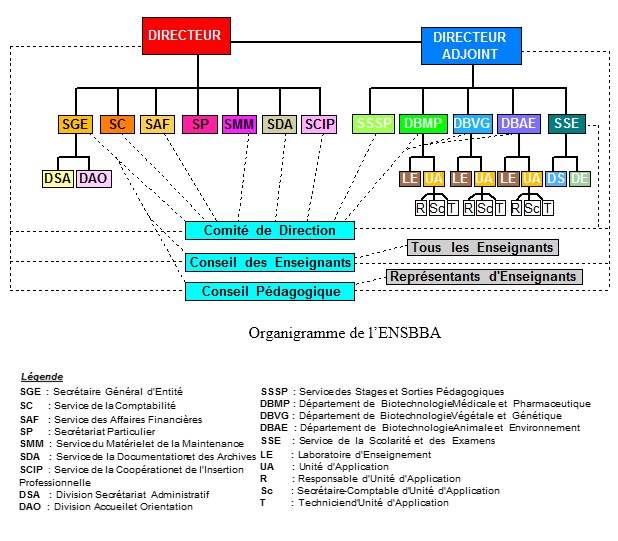 DIRECTEUR
DIRECTEUR
ADJOINT
SGE SC SAF SP SMM SDA SCIP SSSP DBMP DBVG DBAE SSE
DSA DAO LE UA LE UA LE UA DS DE
R Sc T R Sc T R Sc T
Comité de Direction
Tous les Enseignants
Conseil des Enseignants
Représentants d'Enseignants
Conseil Pédagogique
Organigramme de l'ENSBBA
Légende
SGE : Secrétaire Général d'Entité
SC : Service de la Comptabilité
SAF : Service des Affaires Financières
SP : Secrétariat Particulier
SMM : Service du Matériel et de la Maintenance
SDA : Service de la Documentation et des Archives
SCIP : Service de la Coopération et de l'Insertion
Professionnelle
DSA : Division Secrétariat Administratif
DAO : Division Accueil et Orientation
SSSP : Service des Stages et Sorties Pédagogiques
DBMP : Département de Biotechnologie Médicale et Pharmaceutique
DBVG : Département de Biotechnologie Végétale et Génétique
DBAE : Département de Biotechnologie Animale et Environnement
SSE : Service de la Scolarité et des Examens
LE : Laboratoire d'Enseignement
UA : Unité d'Application
R : Responsable d'Unité d'Application
Sc : Secrétaire-Comptable d'Unité d'Application
T : Technicien d'Unité d'Application